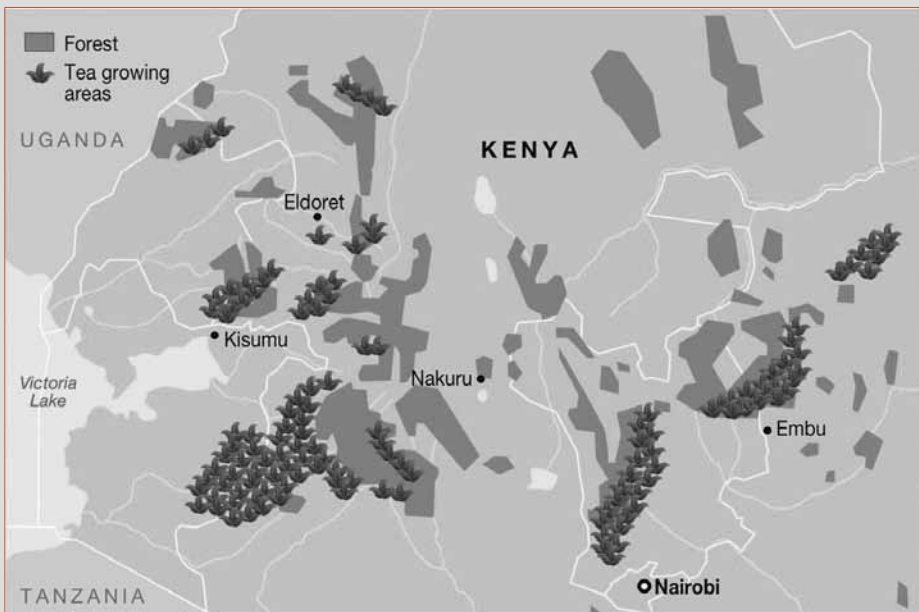 Forest
Tea growing
areas
UGANDA
KENYA
Eldoret
Kisumu
Victoria
Lake
Nakuru
Embu
Nairobi
TANZANIA